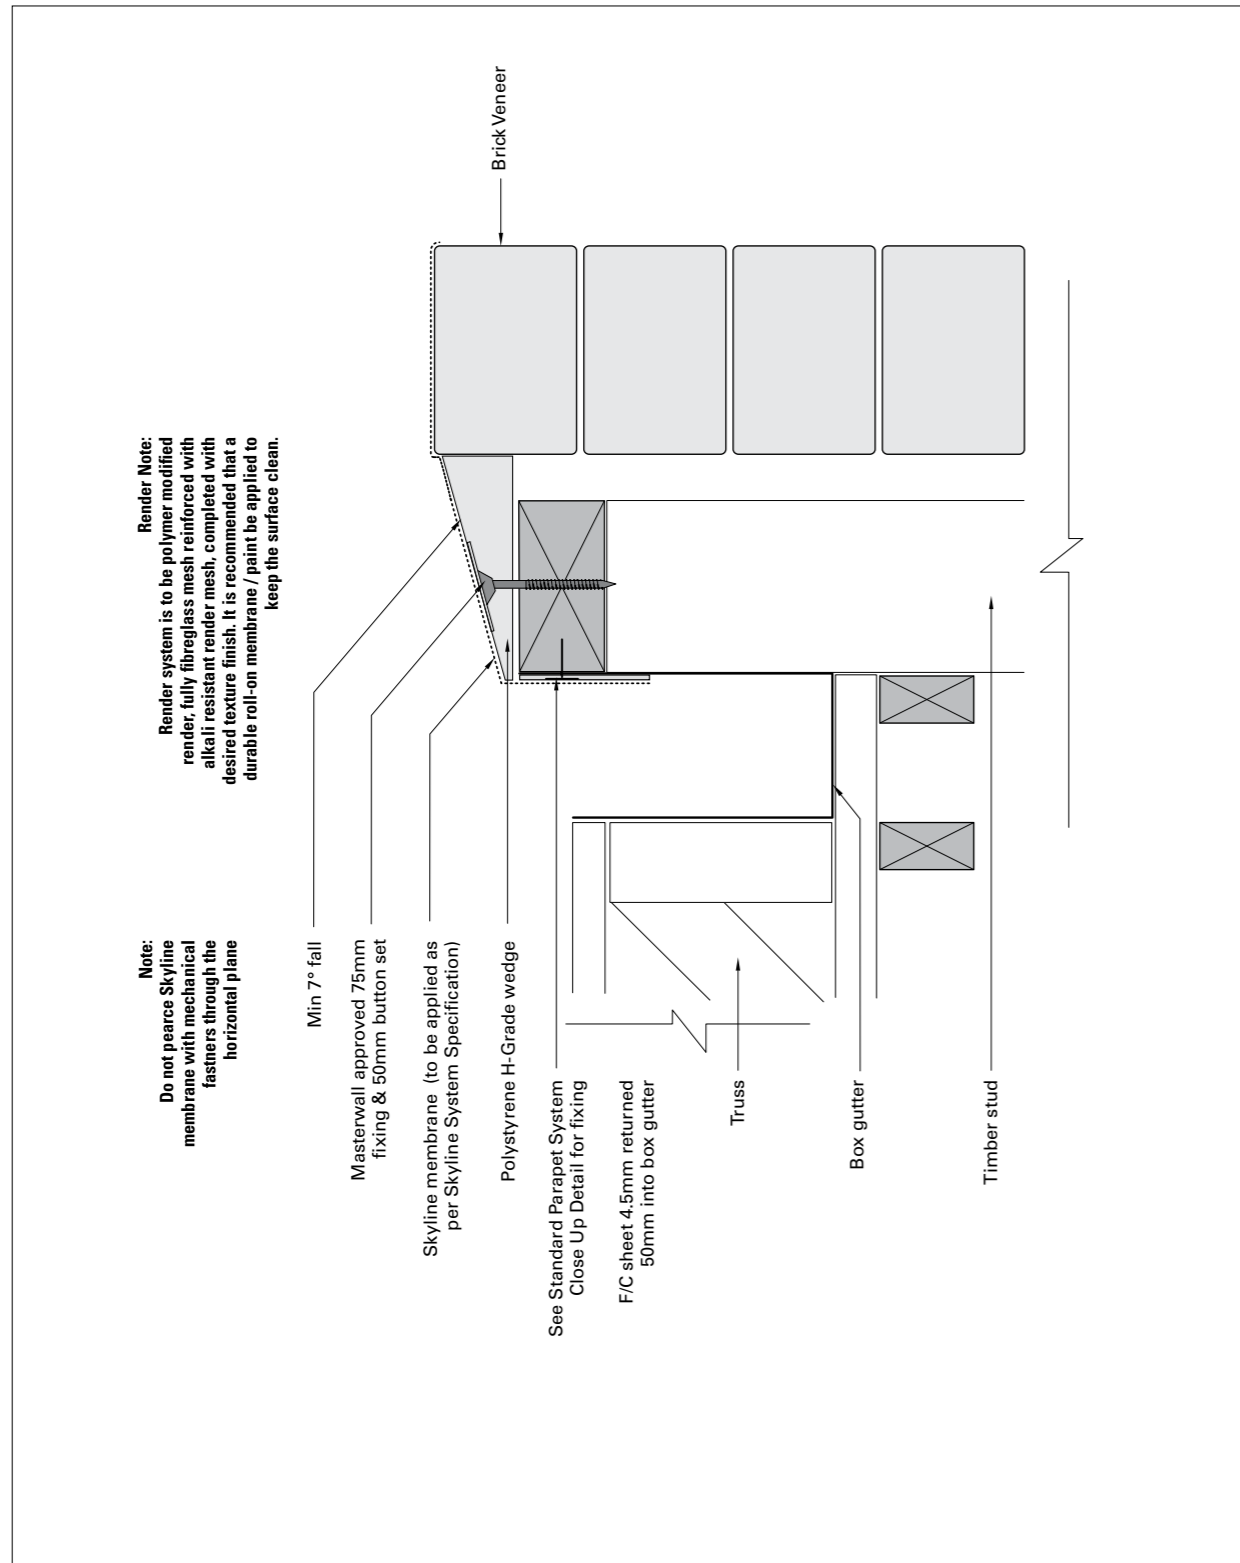 Render Note:
Render system is to be polymer modified
render, fully fibreglass mesh reinforced with
alkali resistant render mesh, completed with
desired texture finish. It is recommended that a
durable roll-on membrane / paint be applied to
keep the surface clean.
Note:
Do not pearce Skyline
membrane with mechanical
fastners through the
horizontal plane
Brick Veneer
Min 7° fall
Masterwall approved 75mm
fixing & 50mm button set
Skyline membrane (to be applied as
per Skyline System Specification)
Polystyrene H-Grade wedge
See Standard Parapet System
Close Up Detail for fixing
F/C sheet 4.5mm returned
50mm into box gutter
Truss
Box gutter
Timber stud